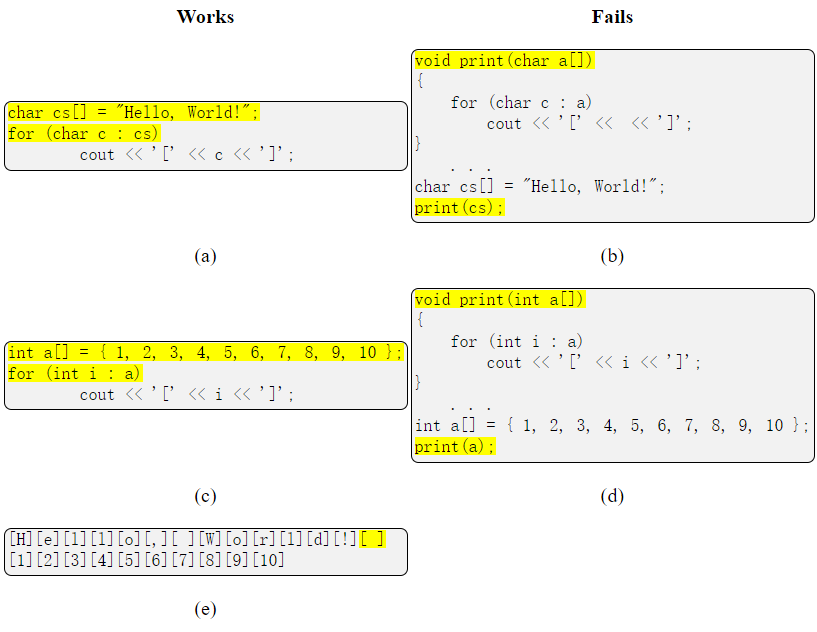 Works
Fails
char cs[] = "Hello, World!";
for (char c : cs)
        cout << '[' << c << ']';
(a)
void print(char a[])
{
    for (char c : a)
        cout << '[' <<  << ']';
}
    . . .
char cs[] = "Hello, World!";
print(cs);
(b)
int a[] = { 1, 2, 3, 4, 5, 6, 7, 8, 9, 10 };
for (int i : a)
        cout << '[' << i << ']';
(c)
void print(int a[])
{
    for (int i : a)
        cout << '[' << i << ']';
}
    . . .
int a[] = { 1, 2, 3, 4, 5, 6, 7, 8, 9, 10 };
print(a);
(d)
[H][e][l][l][o][,][ ][W][o][r][l][d][!][ ]
[1][2][3][4][5][6][7][8][9][10]
(e)